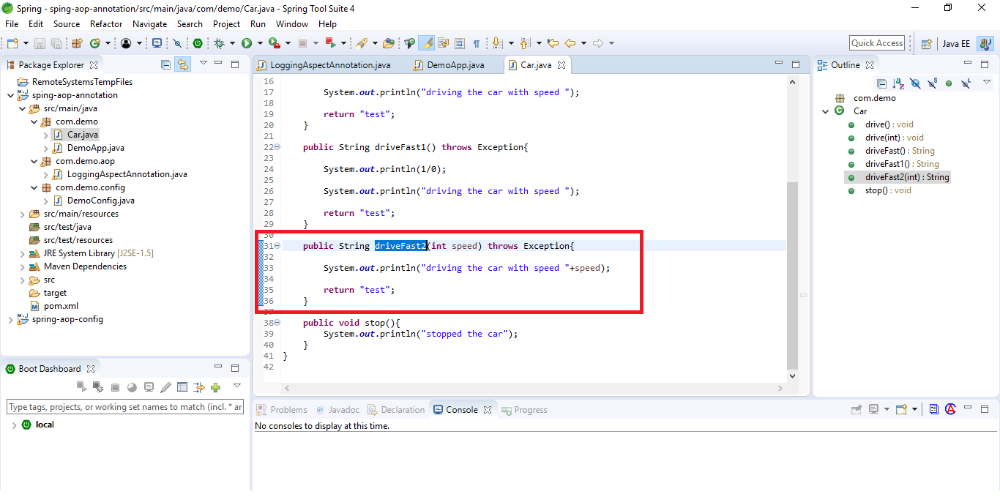 Spring - sping-aop-annotation/src/main/java/com/demo/Car.java - Spring Tool Suite 4
File Edit Source Refactor Navigate Search Project Run Window Help
Quick Access
Java EE
Package Explorer
RemoteSystemsTempFiles
sping-aop-annotation
src/main/java
com.demo
Car.java
DemoApp.java
com.demo.aop
LoggingAspectAnnotation.java
com.demo.config
DemoConfig.java
src/main/resources
src/test/java
src/test/resources
JRE System Library [J2SE-1.5]
Maven Dependencies
src
target
pom.xml
spring-aop-config
LoggingAspectAnnotation.java DemoApp.java Car.java
16
17 System.out.println("driving the car with speed ");
18
19 return "test";
20 }
21
22 public String driveFast1() throws Exception{
23
24 System.out.println(1/0);
25
26 System.out.println("driving the car with speed ");
27
28 return "test";
29 }
30
31 public String driveFast2(int speed) throws Exception{
32
33 System.out.println("driving the car with speed "+speed);
34
35 return "test";
36 }
37
38 public void stop(){
39 System.out.println("stopped the car");
40 }
41 }
42
Outline
com.demo
Car
drive() : void
drive(int) : void
driveFast() : String
driveFast1() : String
driveFast2(int) : String
stop() : void
Boot Dashboard
Type tags, projects, or working set names to match (incl. * ar
local
Problems @ Javadoc Declaration Console Progress
No consoles to display at this time.